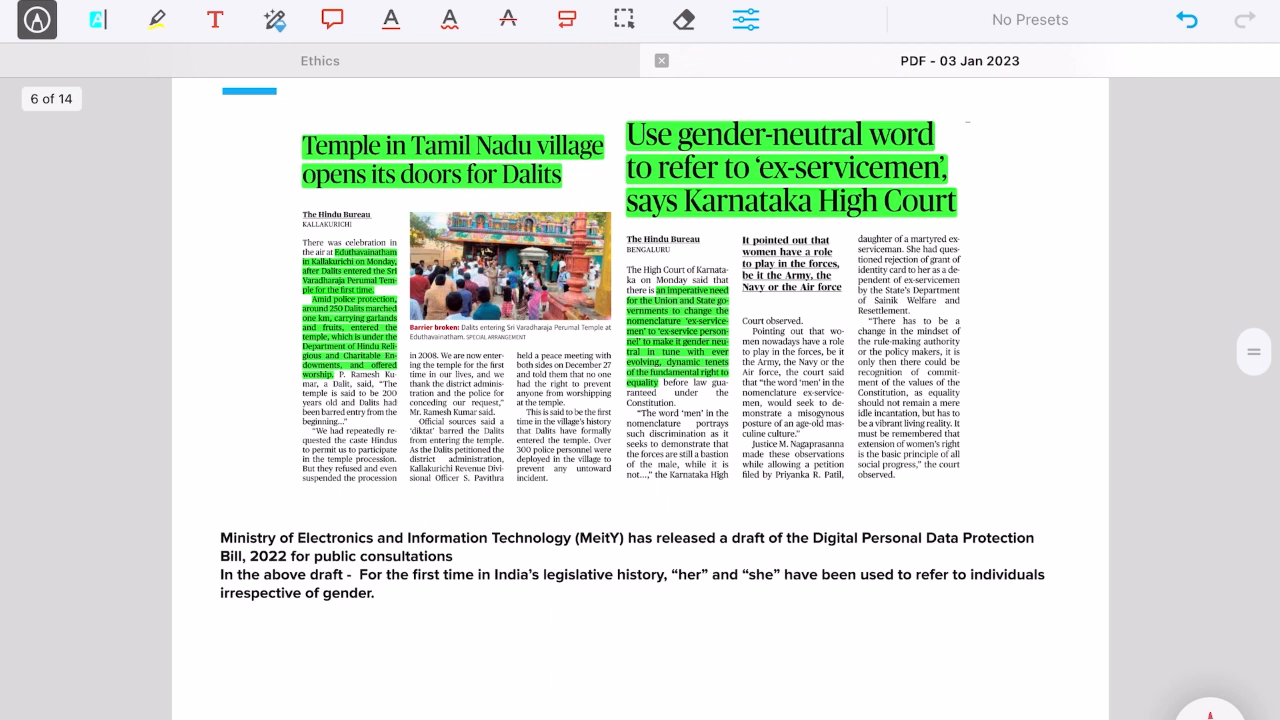 No Presets
Ethics
PDF - 03 Jan 2023
6 of 14
Temple in Tamil Nadu village
opens its doors for Dalits
The Hindu Bureau
KALLAKURICHI
There was celebration in
the air at Eduthavainatham
in Kallakurichi on Monday,
after Dalits entered the Sri
Varadharaja Perumal Tem-
ple for the first time.
Amid police protection,
around 250 Dalits marched
one km, carrying garlands
and fruits, entered the
temple, which is under the
Department of Hindu Reli-
gious and Charitable En-
dowments, and offered
worship. P. Ramesh Ku-
mar, a Dalit, said, “The
temple is said to be 200
years old and Dalits had
been barred entry from the
beginning...”
“We had repeatedly re-
quested the caste Hindus
to permit us to participate
in the temple procession.
But they refused and even
suspended the procession
Barrier broken: Dalits entering Sri Varadharaja Perumal Temple at
Eduthavainatham. SPECIAL ARRANGEMENT
in 2008. We are now enter-
ing the temple for the first
time in our lives, and we
thank the district adminis-
tration and the police for
conceding our request,”
Mr. Ramesh Kumar said.
Official sources said a
‘diktat’ barred the Dalits
from entering the temple.
As the Dalits petitioned the
district administration,
Kallakurichi Revenue Divi-
sional Officer S. Pavithra
held a peace meeting with
both sides on December 27
and told them that no one
had the right to prevent
anyone from worshipping
at the temple.
This is said to be the first
time in the village’s history
that Dalits have formally
entered the temple. Over
300 police personnel were
deployed in the village to
prevent any untoward
incident.
Use gender-neutral word
to refer to ‘ex-servicemen’,
says Karnataka High Court
The Hindu Bureau
BENGALURU
The High Court of Karnata-
ka on Monday said that
there is an imperative need
for the Union and State go-
vernments to change the
nomenclature ‘ex-service-
men’ to ‘ex-service person-
nel’ to make it gender neu-
tral in tune with ever
evolving, dynamic tenets
of the fundamental right to
equality before law gua-
ranteed under the
Constitution.
“The word ‘men’ in the
nomenclature portrays
such discrimination as it
seeks to demonstrate that
the forces are still a bastion
of the male, while it is
not...,” the Karnataka High
It pointed out that
women have a role
to play in the forces,
be it the Army, the
Navy or the Air force
Court observed.
Pointing out that wo-
men nowadays have a role
to play in the forces, be it
the Army, the Navy or the
Air force, the court said
that “the word ‘men’ in the
nomenclature ex-service-
men, would seek to de-
monstrate a misogynous
posture of an age-old mas-
culine culture.”
Justice M. Nagaprasanna
made these observations
while allowing a petition
filed by Priyanka R. Patil,
daughter of a martyred ex-
serviceman. She had ques-
tioned rejection of grant of
identity card to her as a de-
pendent of ex-servicemen
by the State’s Department
of Sainik Welfare and
Resettlement.
“There has to be a
change in the mindset of
the rule-making authority
or the policy makers, it is
only then there could be
recognition of commit-
ment of the values of the
Constitution, as equality
should not remain a mere
idle incantation, but has to
be a vibrant living reality. It
must be remembered that
extension of women’s right
is the basic principle of all
social progress,” the court
observed.
Ministry of Electronics and Information Technology (MeitY) has released a draft of the Digital Personal Data Protection
Bill, 2022 for public consultations
In the above draft - For the first time in India’s legislative history, “her” and “she” have been used to refer to individuals
irrespective of gender.